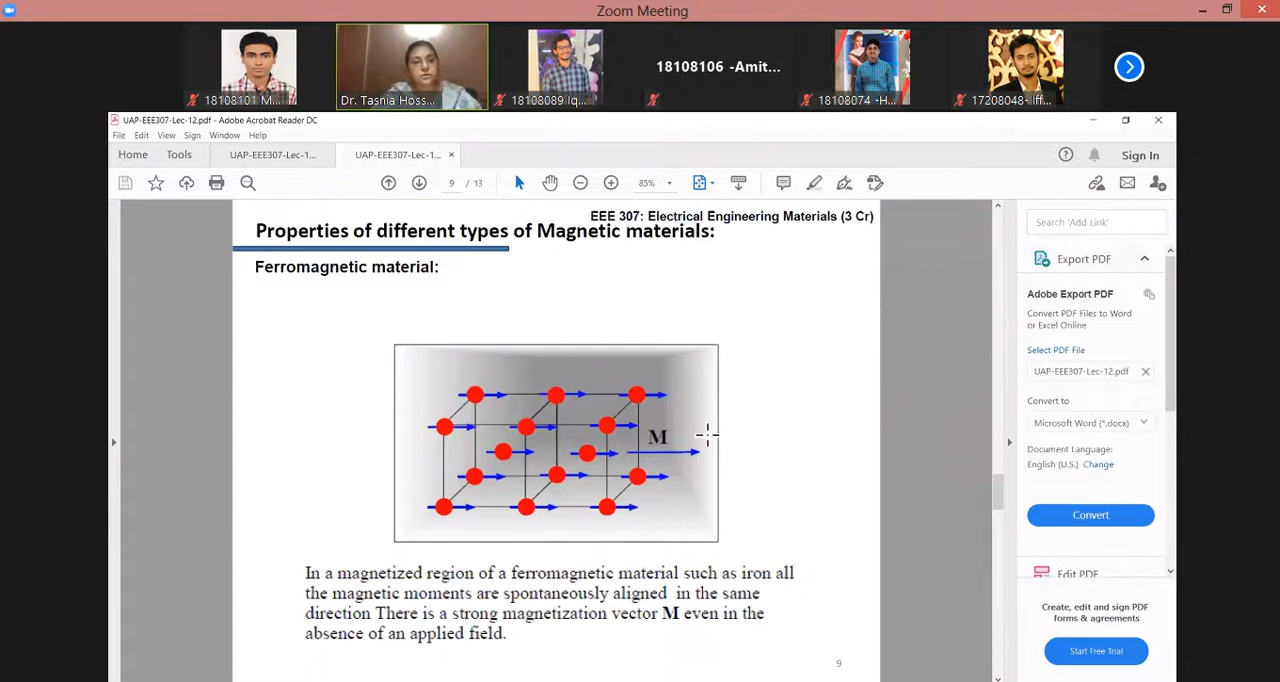 Zoom Meeting
18108101 M...
Dr. Tasnia Hoss...
18108089 Iq...
18108106 -Amit...
18108074 -H...
17208048- Iff...
UAP-EEE307-Lec-12.pdf - Adobe Acrobat Reader DC
File Edit View Sign Window Help
Home Tools UAP-EEE307-Lec-1... UAP-EEE307-Lec-1... × Sign In
9 / 13 85%
EEE 307: Electrical Engineering Materials (3 Cr)
Properties of different types of Magnetic materials:
Ferromagnetic material:
M
In a magnetized region of a ferromagnetic material such as iron all
the magnetic moments are spontaneously aligned in the same
direction There is a strong magnetization vector M even in the
absence of an applied field.
9
Search 'Add Link'
Export PDF
Adobe Export PDF
Convert PDF Files to Word
or Excel Online
Select PDF File
UAP-EEE307-Lec-12.pdf
Convert to
Microsoft Word (*.docx)
Document Language:
English (U.S.) Change
Convert
Edit PDF
Create, edit and sign PDF
forms & agreements
Start Free Trial